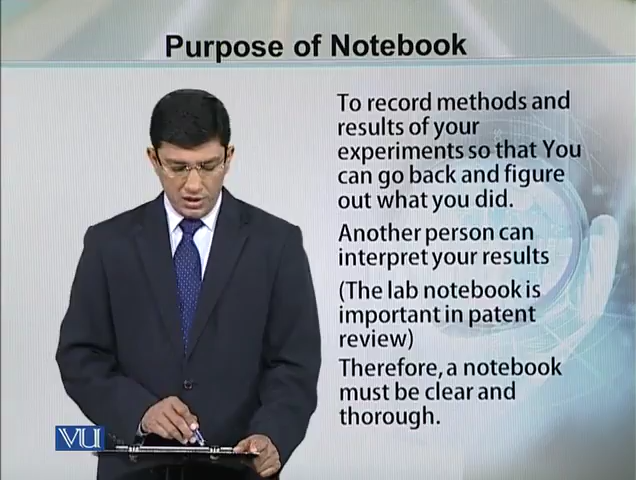 Purpose of Notebook
To record methods and
results of your
experiments so that You
can go back and figure
out what you did.
Another person can
interpret your results
(The lab notebook is
important in patent
review)
Therefore, a notebook
must be clear and
thorough.
VU